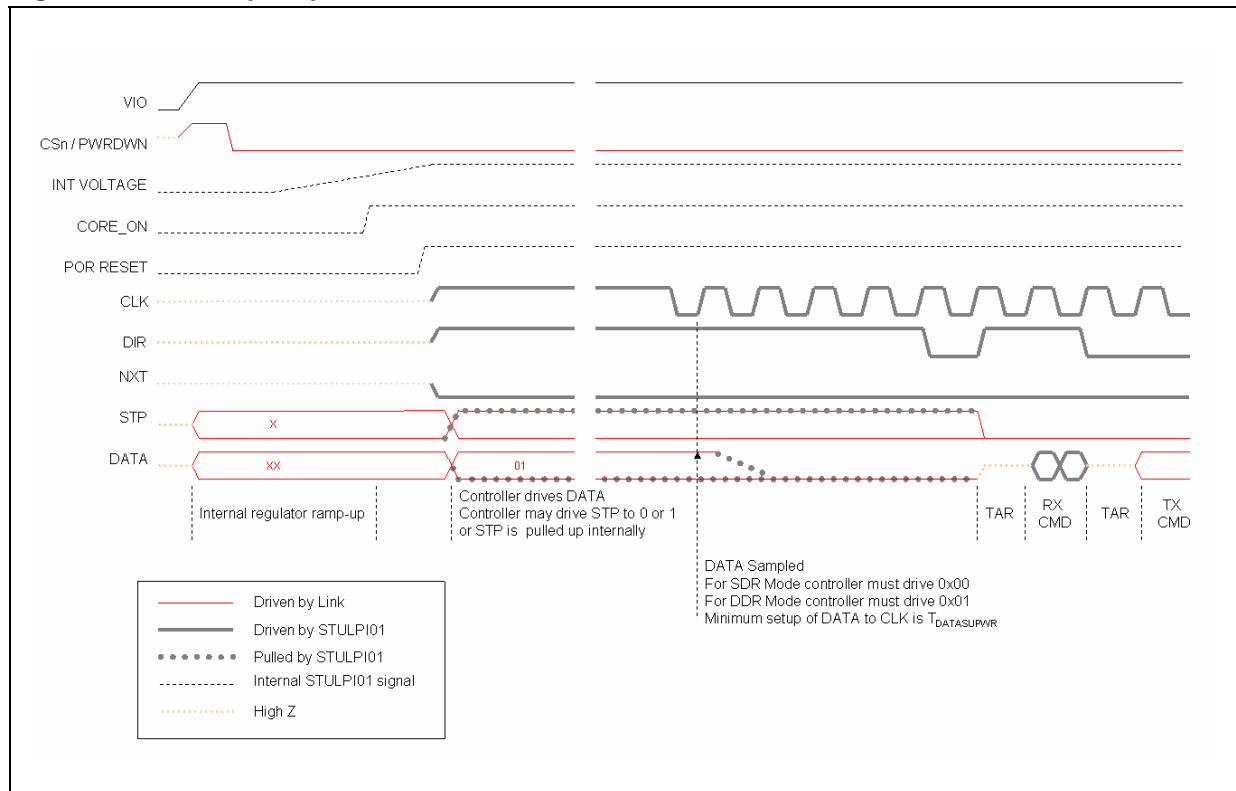 VIO
CSn / PWRDWN
INT VOLTAGE
CORE_ON
POR RESET
CLK
DIR
NXT
STP
X
DATA
XX
01
Internal regulator ramp-up
Controller drives DATA
Controller may drive STP to 0 or 1
or STP is pulled up internally
TAR
RX
CMD
TAR
TX
CMD
DATA Sampled
For SDR Mode controller must drive 0x00
For DDR Mode controller must drive 0x01
Minimum setup of DATA to CLK is TDATASUPWR
Driven by Link
Driven by STULPI01
Pulled by STULPI01
Internal STULPI01 signal
High Z